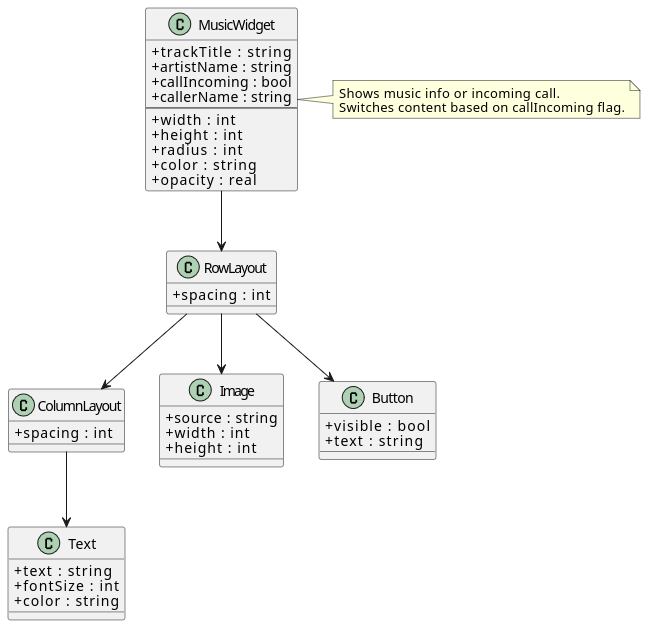 C MusicWidget
+trackTitle : string
+artistName : string
+callIncoming : bool
+callerName : string
+width : int
+height : int
+radius : int
+color : string
+opacity : real
Shows music info or incoming call.
Switches content based on callIncoming flag.
C RowLayout
+spacing : int
C ColumnLayout
+spacing : int
C Image
+source : string
+width : int
+height : int
C Button
+visible : bool
+text : string
C Text
+text : string
+fontSize : int
+color : string